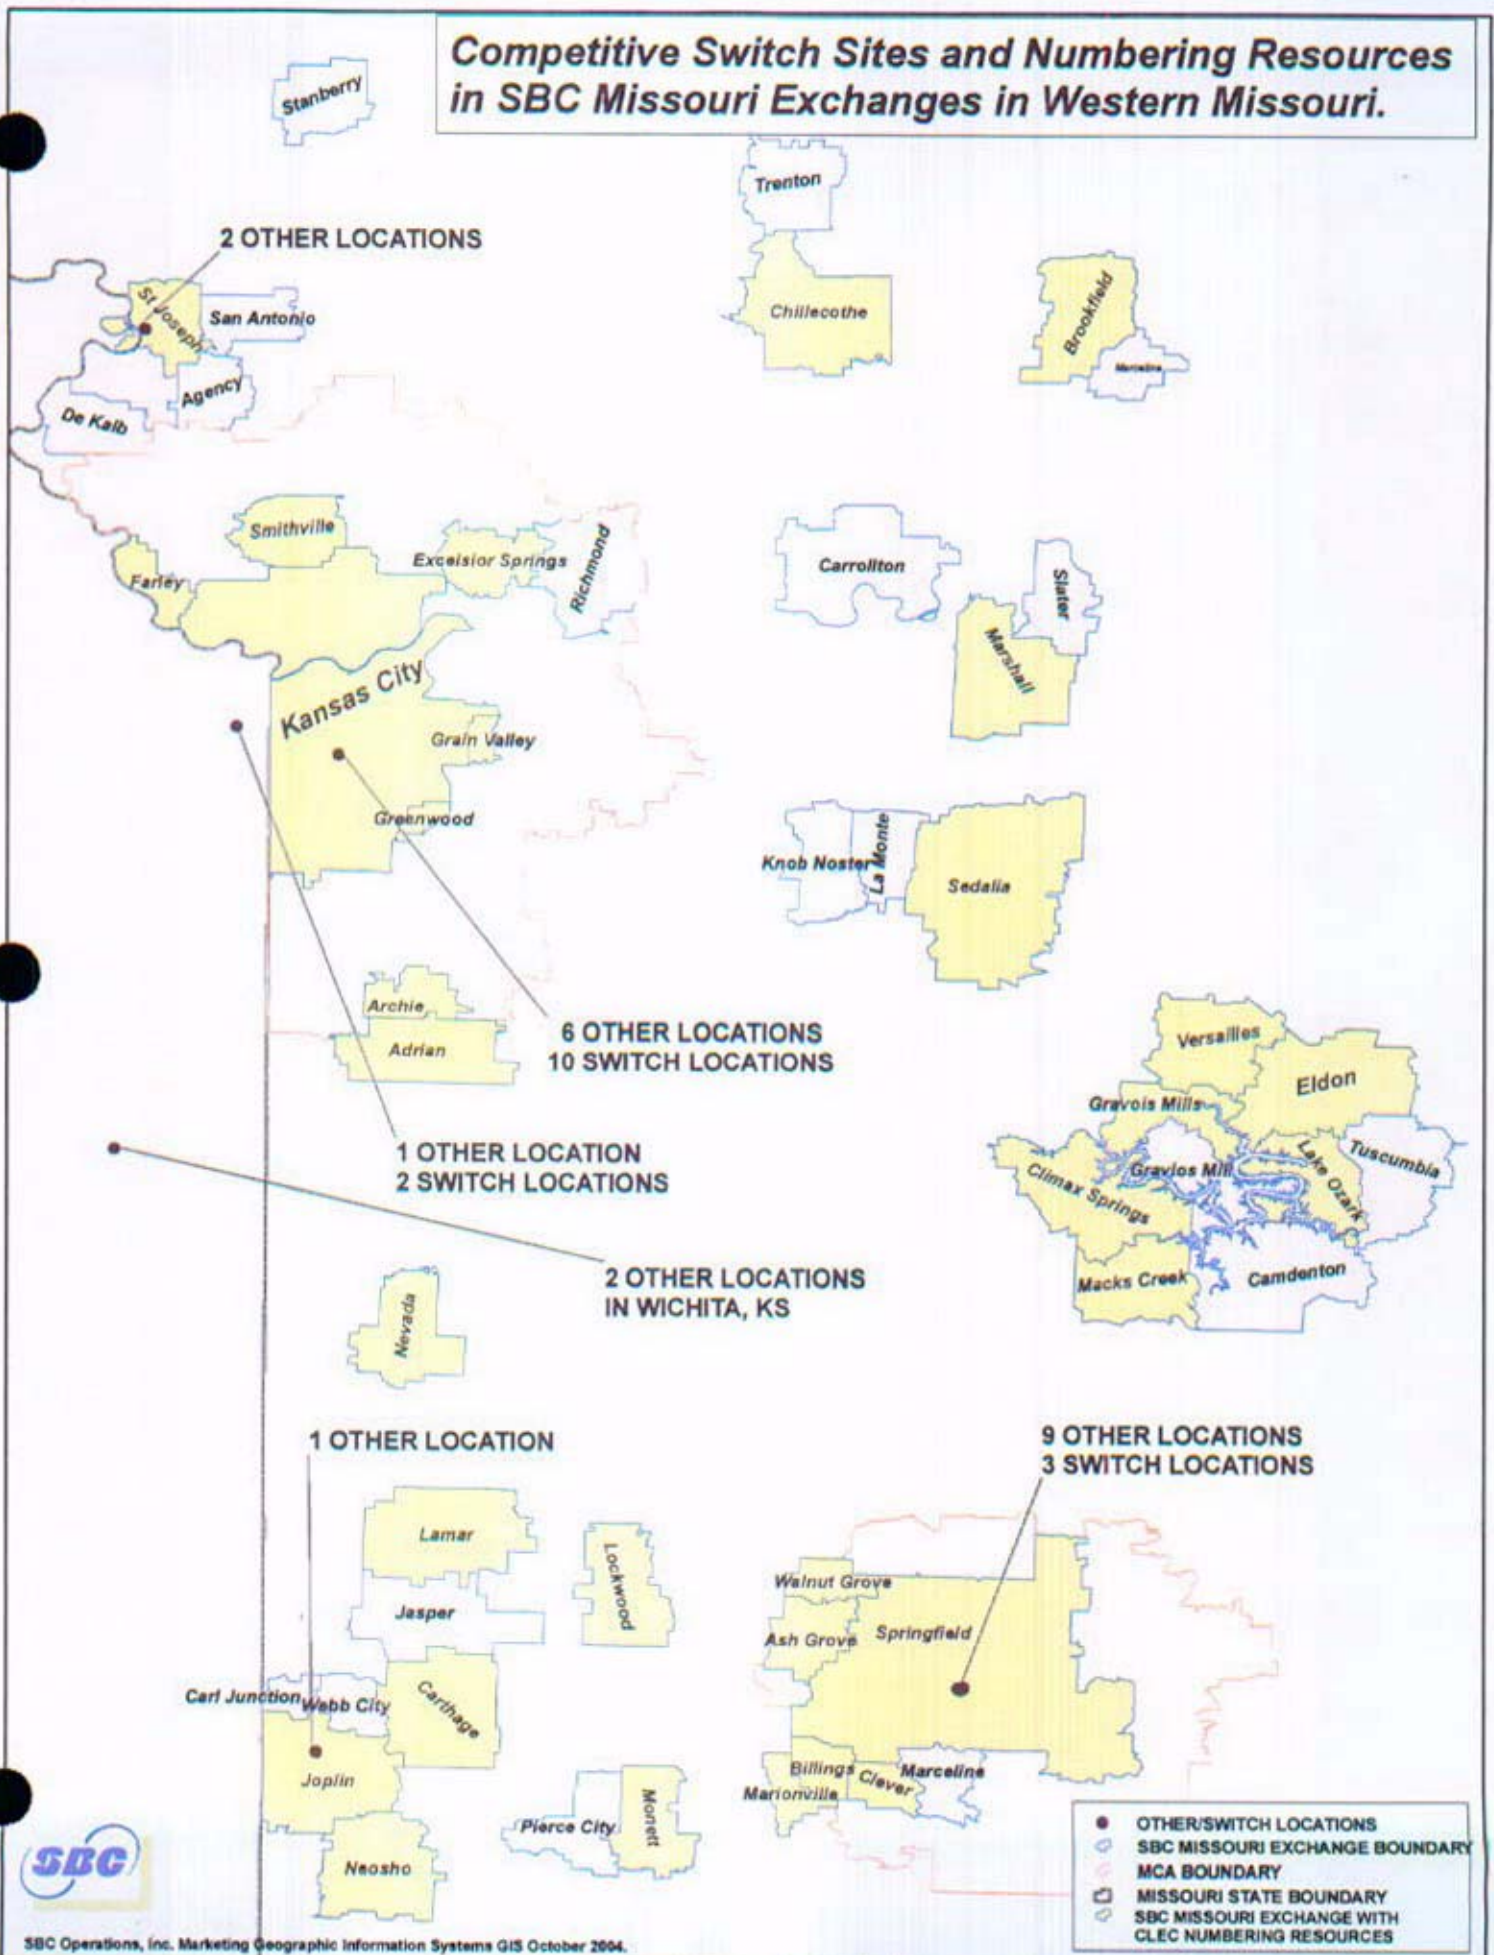 Competitive Switch Sites and Numbering Resources
in SBC Missouri Exchanges in Western Missouri.
Stanberry
Trenton
2 OTHER LOCATIONS
St Joseph
San Antonio
Chillecothe
Brookfield
Marceline
Agency
De Kalb
Smithville
Excelsior Springs
Richmond
Farley
Carrollton
Slater
Marshall
Kansas City
Grain Valley
Greenwood
Knob Noster
La Monte
Sedalia
Archie
Adrian
6 OTHER LOCATIONS
10 SWITCH LOCATIONS
Versailles
Eldon
Gravois Mills
Tuscumbia
Lake Ozark
Gravios Mill
Climax Springs
Macks Creek
Camdenton
1 OTHER LOCATION
2 SWITCH LOCATIONS
2 OTHER LOCATIONS
IN WICHITA, KS
Nevada
1 OTHER LOCATION
9 OTHER LOCATIONS
3 SWITCH LOCATIONS
Lamar
Lockwood
Jasper
Walnut Grove
Ash Grove
Springfield
Carl Junction
Webb City
Carthage
Joplin
Billings
Clever
Marceline
Marionville
Pierce City
Monett
Neosho
SBC
OTHER/SWITCH LOCATIONS
SBC MISSOURI EXCHANGE BOUNDARY
MCA BOUNDARY
MISSOURI STATE BOUNDARY
SBC MISSOURI EXCHANGE WITH
CLEC NUMBERING RESOURCES
SBC Operations, Inc. Marketing Geographic Information Systems GIS October 2004.